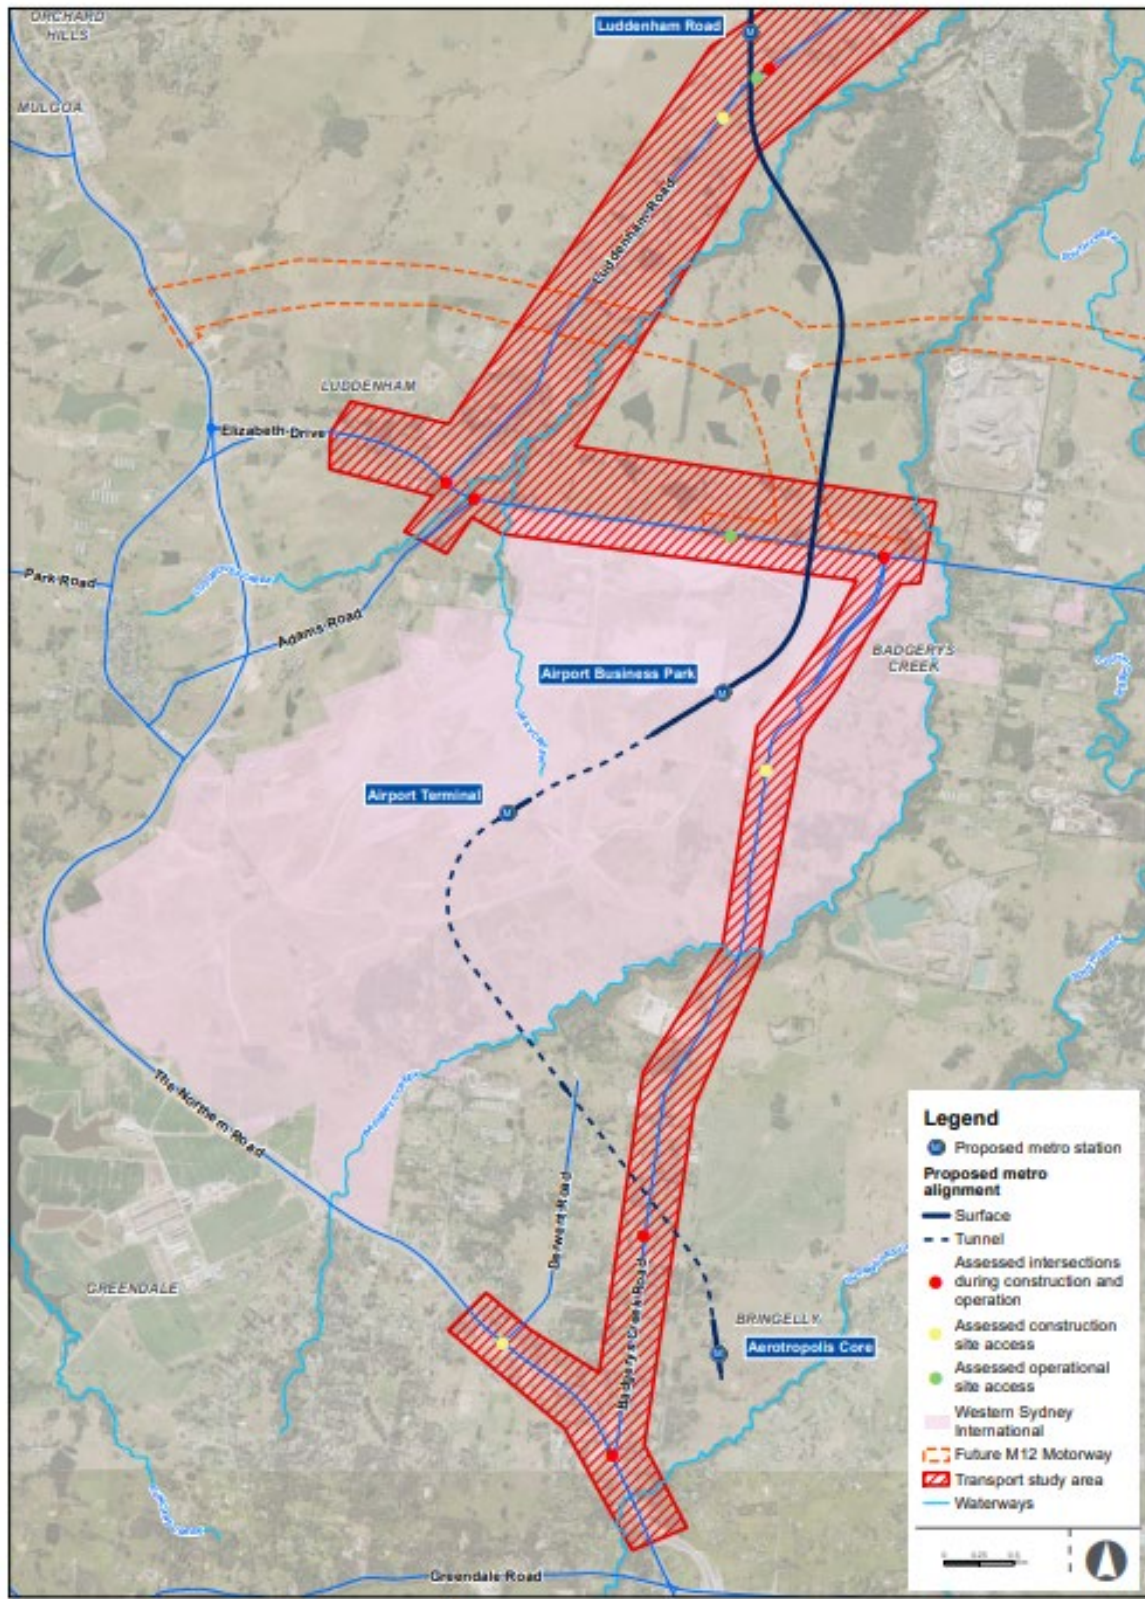 ORCHARD
HILLS
Luddenham Road
MULGOA
Luddenham Road
LUDDENHAM
Elizabeth Drive
Park Road
Adams Road
BADGERYS
CREEK
Airport Business Park
Airport Terminal
The Northern Road
Derwent Road
GREENDALE
Badgerys Creek Road
BRINGELLY
Aerotropolis Core
Greendale Road
Legend
M Proposed metro station
Proposed metro
alignment
Surface
Tunnel
Assessed intersections
during construction and
operation
Assessed construction
site access
Assessed operational
site access
Western Sydney
International
Future M12 Motorway
Transport study area
Waterways